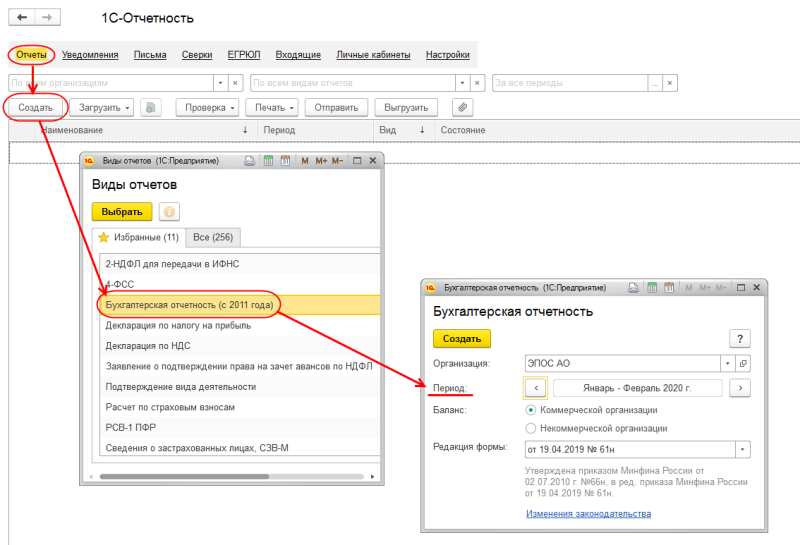 1С-Отчетность
Отчеты Уведомления Письма Сверки ЕГРЮЛ Входящие Личные кабинеты Настройки
По всем организациям По всем видам отчетов За все периоды ...
Создать Загрузить Проверка Печать Отправить Выгрузить
Наименование Период Вид Состояние
Виды отчетов (1С:Предприятие) M M+ M-
Виды отчетов
Выбрать
Избранные (11) Все (256)
2-НДФЛ для передачи в ИФНС
4-ФСС
Бухгалтерская отчетность (с 2011 года)
Декларация по налогу на прибыль
Декларация по НДС
Заявление о подтверждении права на зачет авансов по НДФЛ
Подтверждение вида деятельности
Расчет по страховым взносам
РСВ-1 ПФР
Сведения о застрахованных лицах, СЗВ-М
Бухгалтерская отчетность (1С:Предприятие) M M+ M-
Бухгалтерская отчетность
Создать ?
Организация: ЭПОС АО
Период: < Январь - Февраль 2020 г. >
Баланс: Коммерческой организации
Некоммерческой организации
Редакция формы: от 19.04.2019 № 61н
Утверждена приказом Минфина России от
02.07.2010 г. №66н, в ред. приказа Минфина России
от 19.04.2019 № 61н.
Изменения законодательства